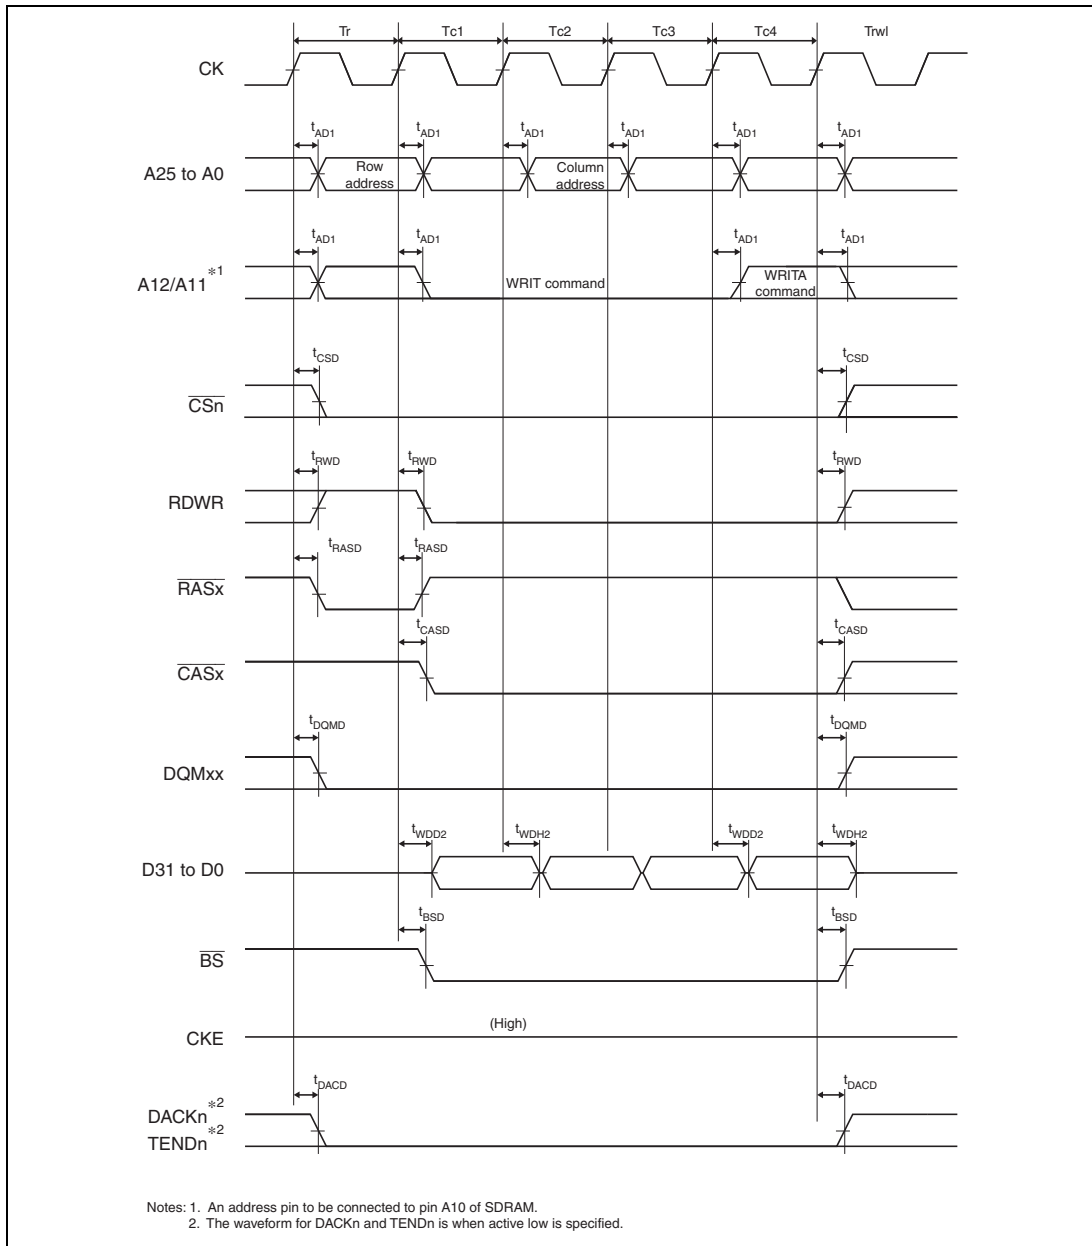 Tr Tc1 Tc2 Tc3 Tc4 Trwl
CK
tAD1 tAD1 tAD1 tAD1 tAD1 tAD1
A25 to A0
Row address
Column address
tAD1 tAD1 tAD1 tAD1
A12/A11*1
WRIT command
WRITA command
tCSD tCSD
CSn
tRWD tRWD tRWD
RDWR
tRASD tRASD
RASx
tCASD tCASD
CASx
tDQMD tDQMD
DQMxx
tWDD2 tWDH2 tWDD2 tWDH2
D31 to D0
tBSD tBSD
BS
(High)
CKE
tDACD tDACD
DACKn*2
TENDn*2
Notes: 1. An address pin to be connected to pin A10 of SDRAM.
2. The waveform for DACKn and TENDn is when active low is specified.